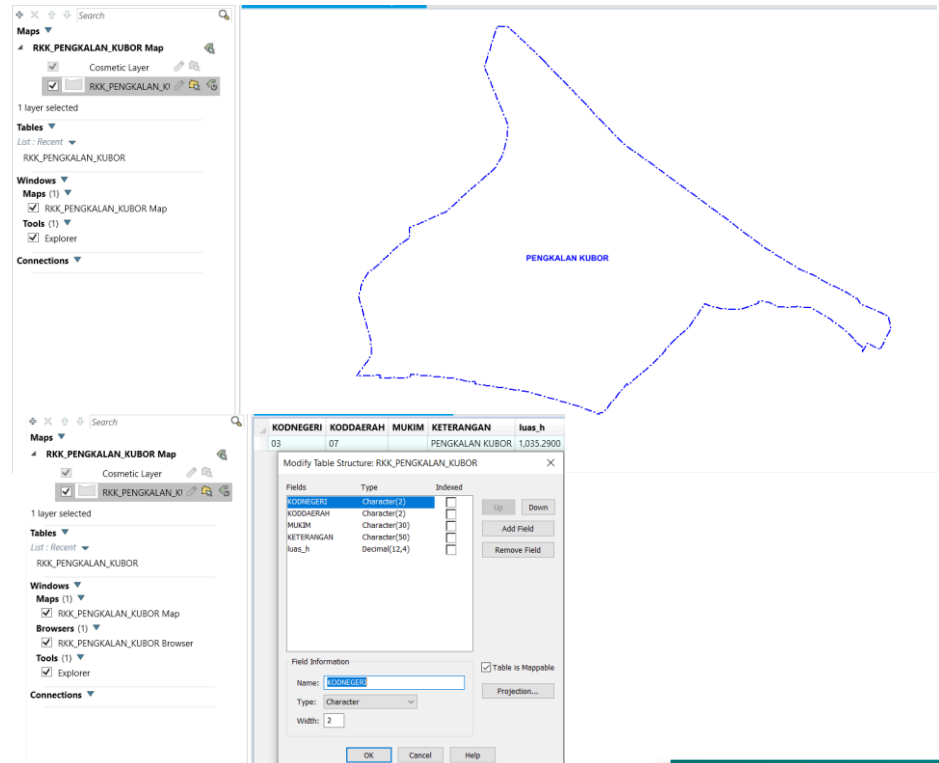 Search
Maps
RKK_PENGKALAN_KUBOR Map
Cosmetic Layer
RKK_PENGKALAN_KI
1 layer selected
Tables
List : Recent
RKK_PENGKALAN_KUBOR
Windows
Maps (1)
RKK_PENGKALAN_KUBOR Map
Tools (1)
Explorer
Connections
PENGKALAN KUBOR
Search
Maps
RKK_PENGKALAN_KUBOR Map
Cosmetic Layer
RKK_PENGKALAN_KI
1 layer selected
Tables
List : Recent
RKK_PENGKALAN_KUBOR
Windows
Maps (1)
RKK_PENGKALAN_KUBOR Map
Browsers (1)
RKK_PENGKALAN_KUBOR Browser
Tools (1)
Explorer
Connections
KODNEGERI KODDAERAH MUKIM KETERANGAN luas_h
03 07 PENGKALAN KUBOR 1,035.2900
Modify Table Structure: RKK_PENGKALAN_KUBOR
Fields Type Indexed
KODNEGERI Character(2)
KODDAERAH Character(2)
MUKIM Character(30)
KETERANGAN Character(50)
luas_h Decimal(12,4)
Up Down
Add Field
Remove Field
Field Information
Table is Mappable
Name: KODNEGERI
Projection...
Type: Character
Width: 2
OK Cancel Help